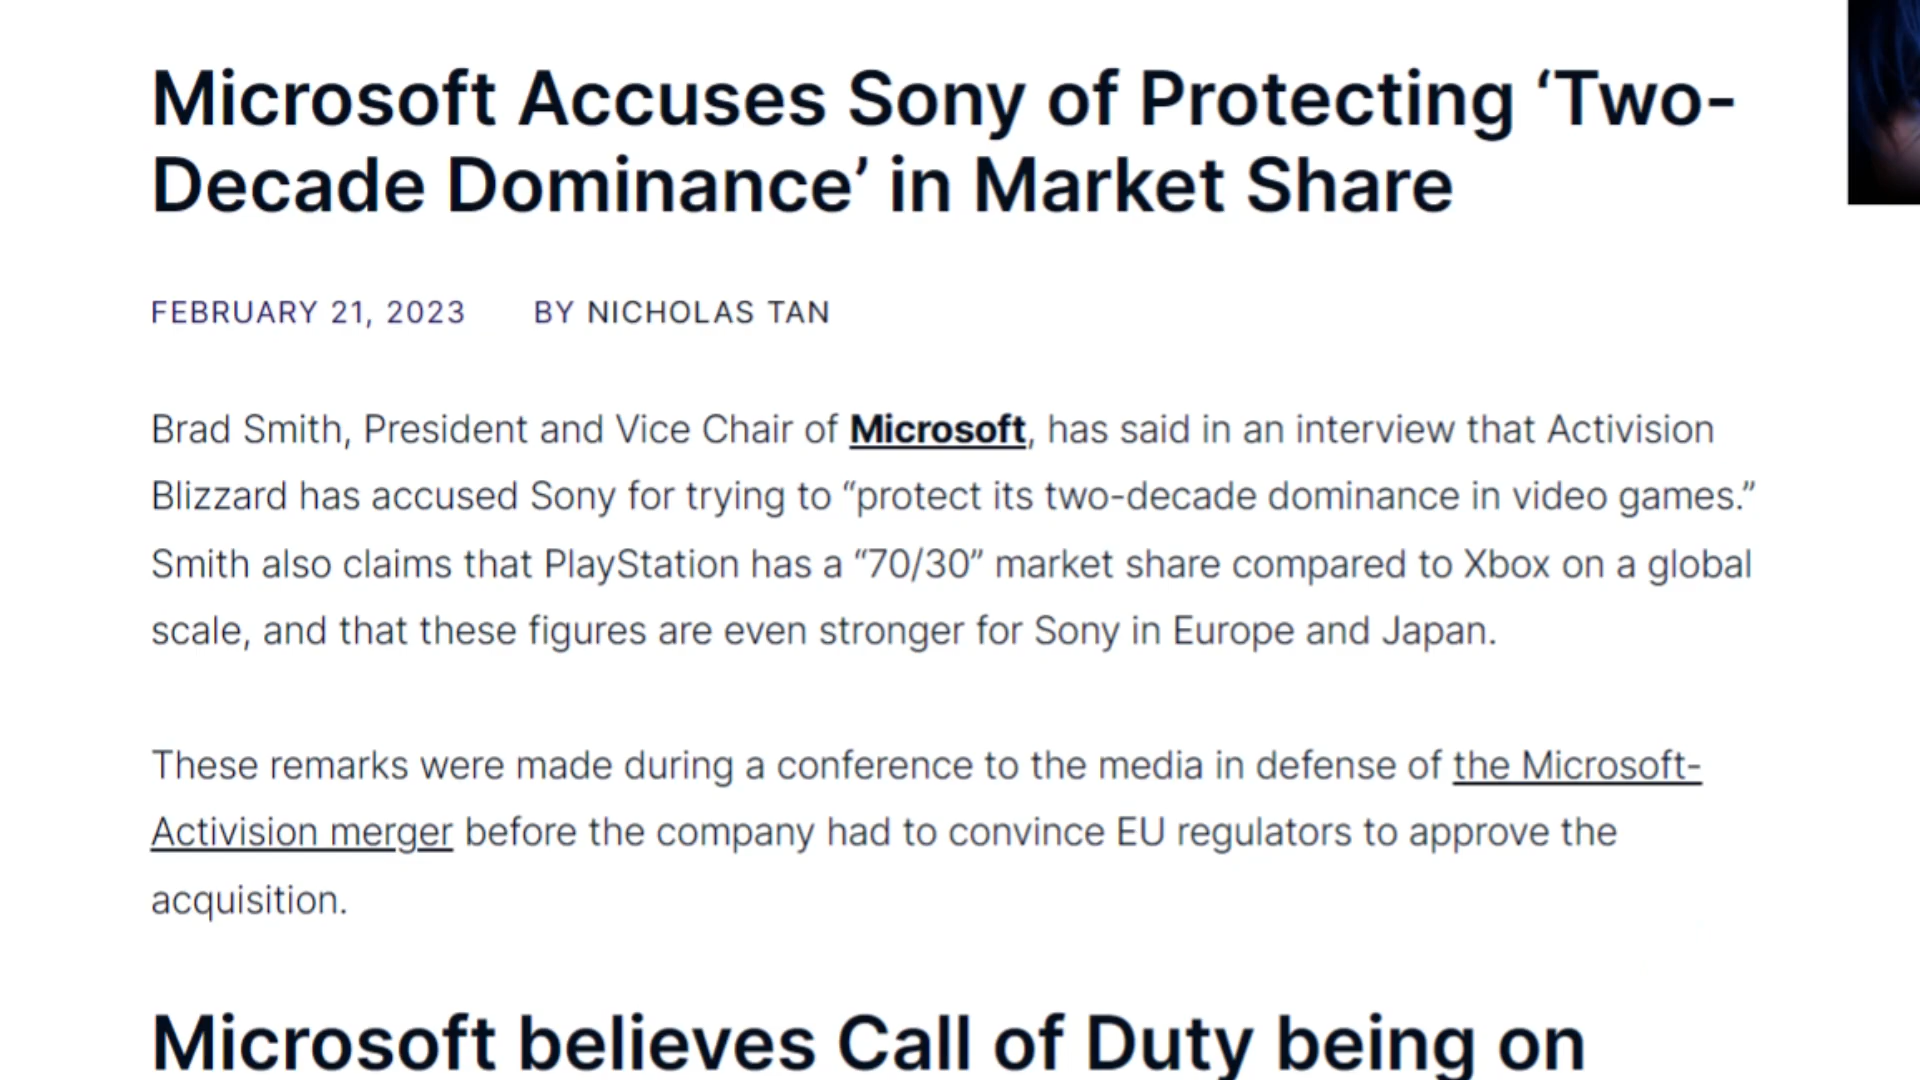 Microsoft Accuses Sony of Protecting ‘Two-
Decade Dominance’ in Market Share
FEBRUARY 21, 2023 BY NICHOLAS TAN
Brad Smith, President and Vice Chair of Microsoft, has said in an interview that Activision
Blizzard has accused Sony for trying to “protect its two-decade dominance in video games.”
Smith also claims that PlayStation has a “70/30” market share compared to Xbox on a global
scale, and that these figures are even stronger for Sony in Europe and Japan.
These remarks were made during a conference to the media in defense of the Microsoft-
Activision merger before the company had to convince EU regulators to approve the
acquisition.
Microsoft believes Call of Duty being on